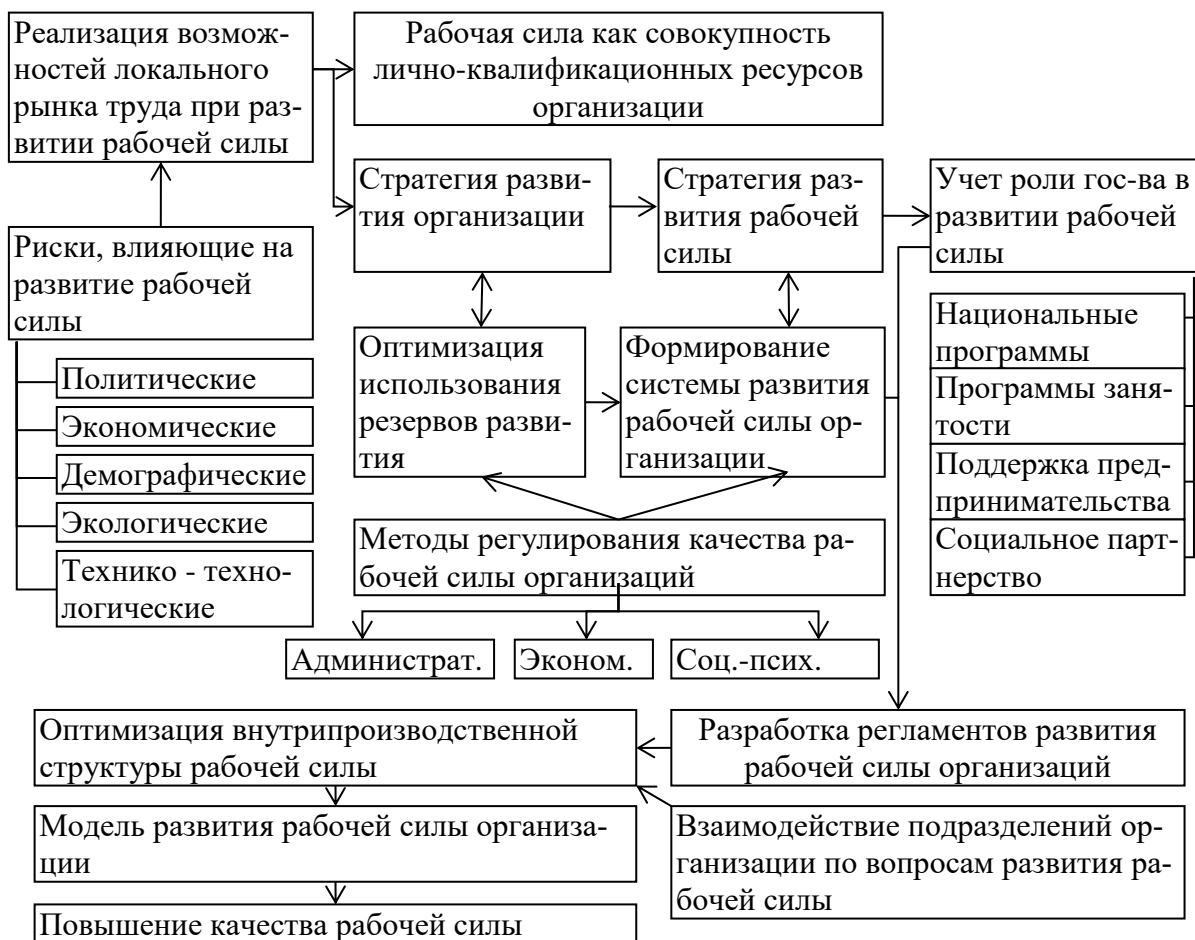 Реализация возмож-
ностей локального
рынка труда при раз-
витии рабочей силы
Рабочая сила как совокупность
лично-квалификационных ресурсов
организации
Стратегия разви-
тия организации
Стратегия раз-
вития рабочей
силы
Учет роли гос-ва в
развитии рабочей
силы
Риски, влияющие на
развитие рабочей
силы
Политические
Экономические
Демографические
Экологические
Технико - техно-
логические
Оптимизация
использования
резервов разви-
тия
Формирование
системы развития
рабочей силы ор-
ганизации
Национальные
программы
Программы заня-
тости
Поддержка пред-
принимательства
Социальное парт-
нерство
Методы регулирования качества ра-
бочей силы организаций
Администрат.
Эконом.
Соц.-псих.
Оптимизация внутрипроизводственной
структуры рабочей силы
Разработка регламентов развития
рабочей силы организаций
Модель развития рабочей силы организа-
ции
Взаимодействие подразделений ор-
ганизации по вопросам развития ра-
бочей силы
Повышение качества рабочей силы